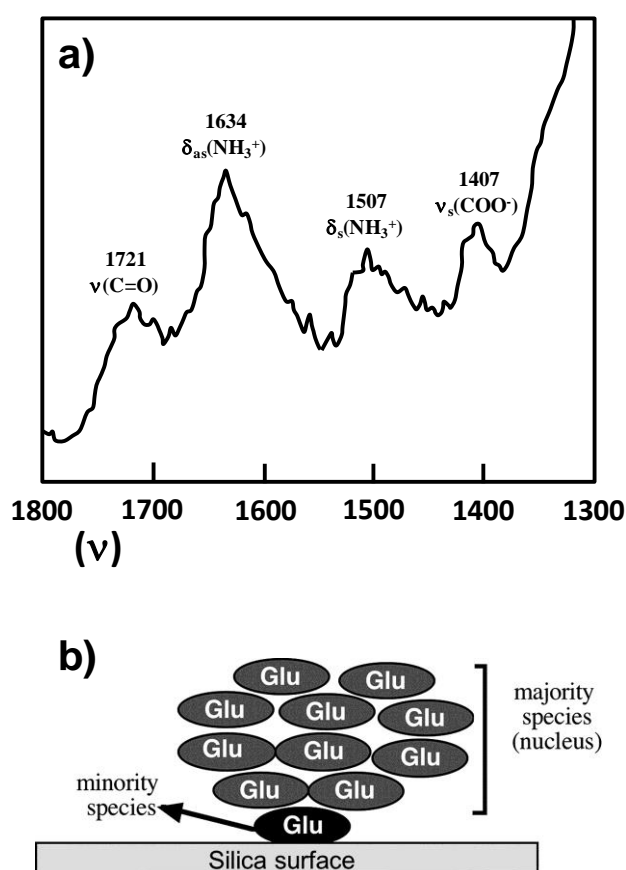 a)
1634
δas(NH3+)
1407
νs(COO-)
1507
δs(NH3+)
1721
ν(C=O)
1800 1700 1600 1500 1400 1300
(ν)
b)
Glu Glu
Glu Glu Glu
majority
species
(nucleus)
Glu Glu Glu
minority
species
Glu Glu
Glu
Silica surface